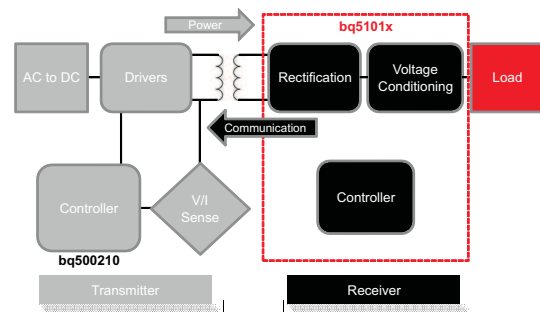 Power
bq5101x
AC to DC
Drivers
Rectification
Voltage
Conditioning
Load
Communication
Controller
V/I
Sense
Controller
bq500210
Transmitter
Receiver